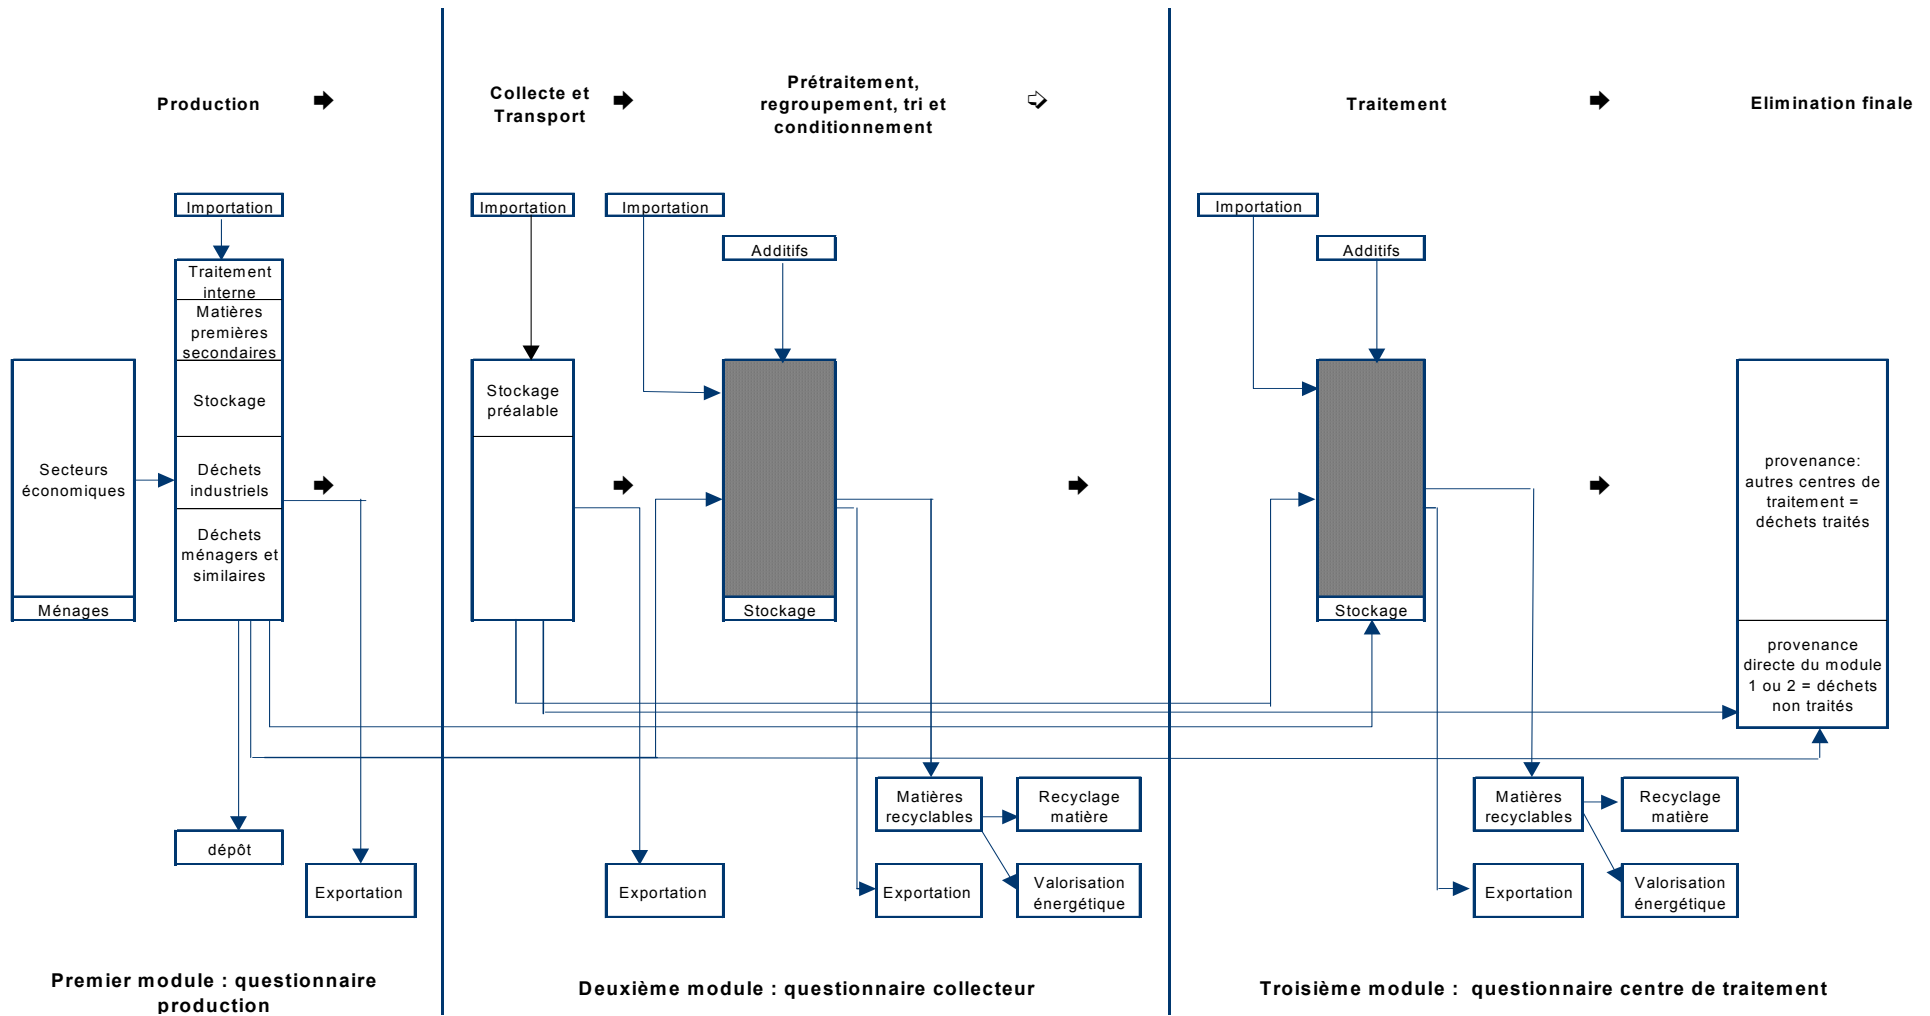 Production
Collecte et
Transport
Prétraitement,
regroupement, tri et
conditionnement
Traitement
Elimination finale
Importation
Importation
Importation
Importation
Additifs
Additifs
Traitement
interne
Matières
premières
secondaires
Stockage
Déchets
industriels
Déchets
ménagers et
similaires
Secteurs
économiques
Ménages
Stockage
préalable
Stockage
Stockage
provenance:
autres centres de
traitement =
déchets traités
provenance
directe du module
1 ou 2 = déchets
non traités
dépôt
Exportation
Exportation
Matières
recyclables
Recyclage
matière
Exportation
Valorisation
énergétique
Matières
recyclables
Recyclage
matière
Exportation
Valorisation
énergétique
Premier module : questionnaire
production
Deuxième module : questionnaire collecteur
Troisième module : questionnaire centre de traitement